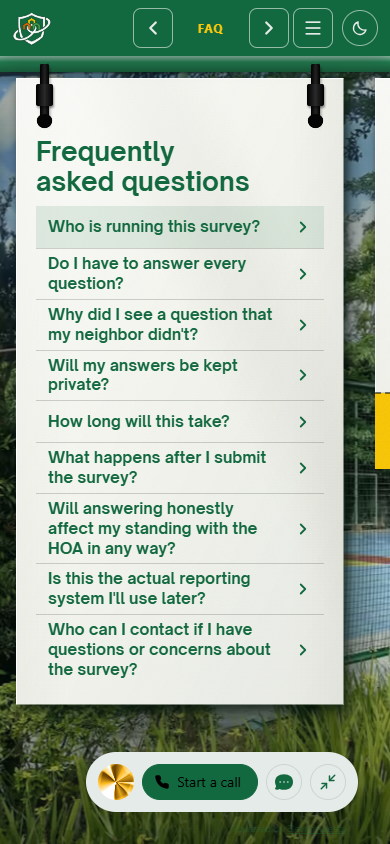 FAQ
Frequently
asked questions
Who is running this survey?
Do I have to answer every
question?
Why did I see a question that
my neighbor didn't?
Will my answers be kept
private?
How long will this take?
What happens after I submit
the survey?
Will answering honestly
affect my standing with the
HOA in any way?
Is this the actual reporting
system I'll use later?
Who can I contact if I have
questions or concerns about
the survey?
Start a call